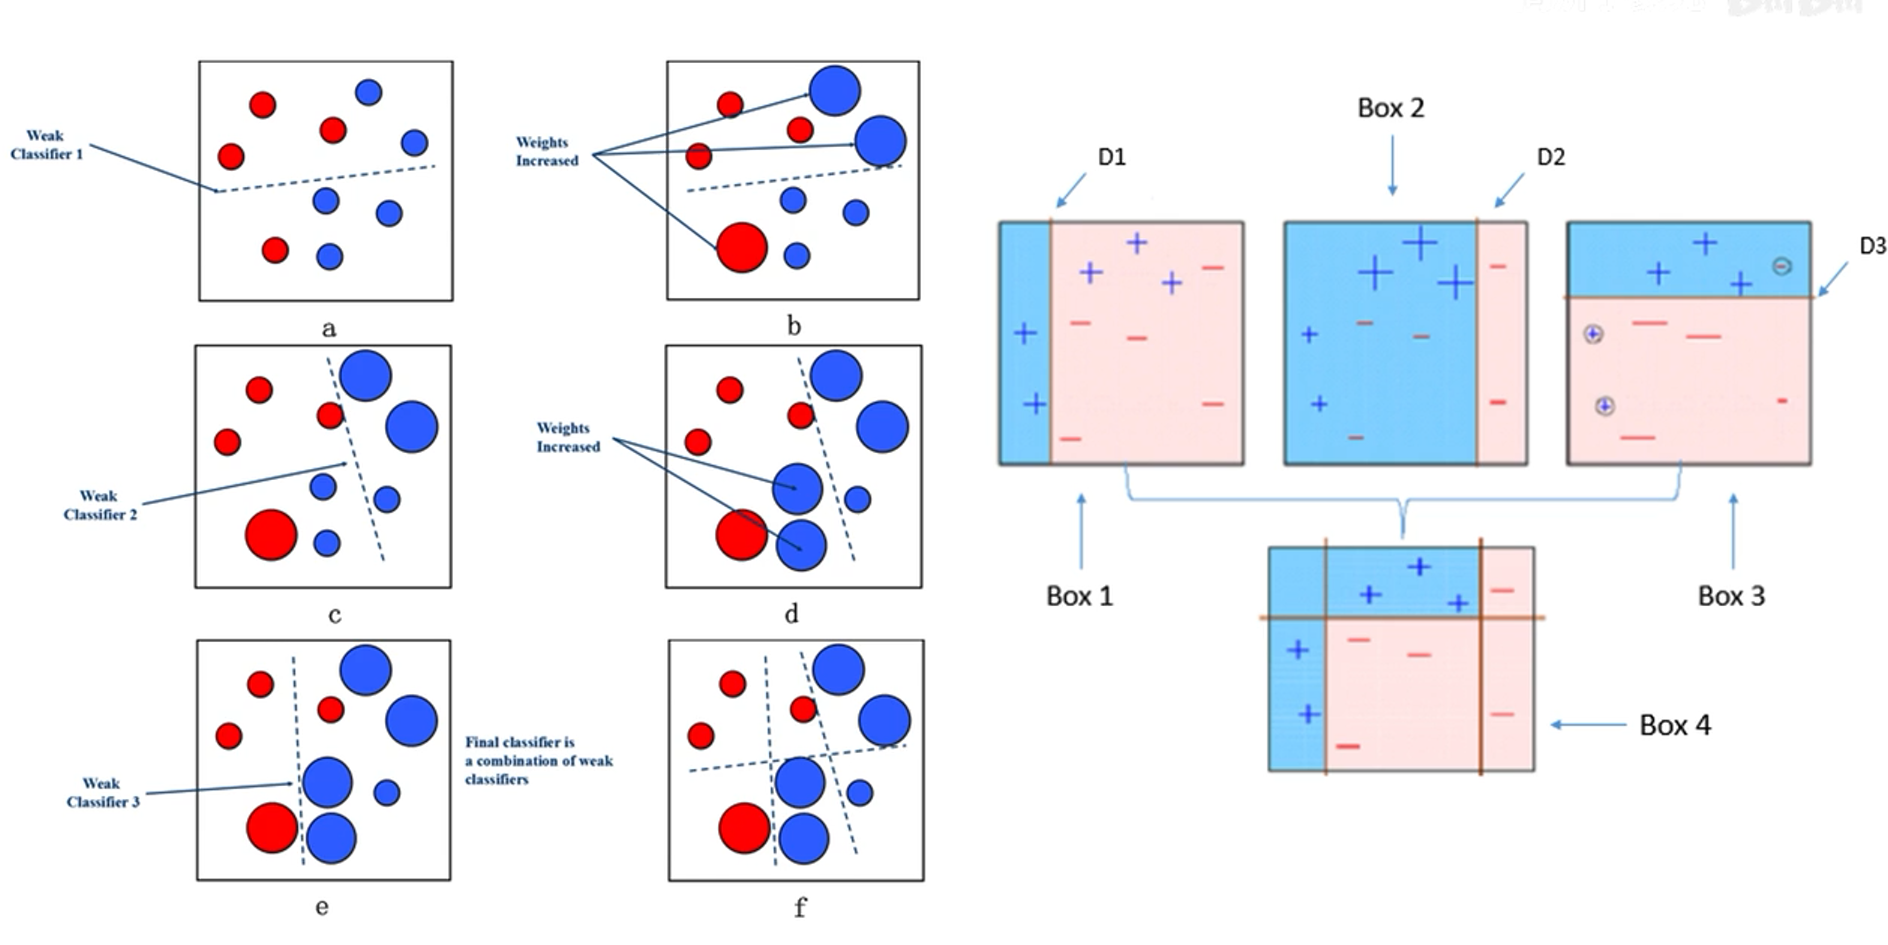 Weak
Classifier 1
a
Weights
Increased
b
Weak
Classifier 2
c
Weights
Increased
d
Weak
Classifier 3
e
Final classifier is
a combination of weak
classifiers
f
Box 2
D1
D2
D3
Box 1
Box 3
Box 4